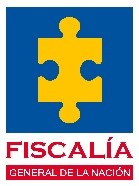 FISCALÍA
GENERAL DE LA NACIÓN